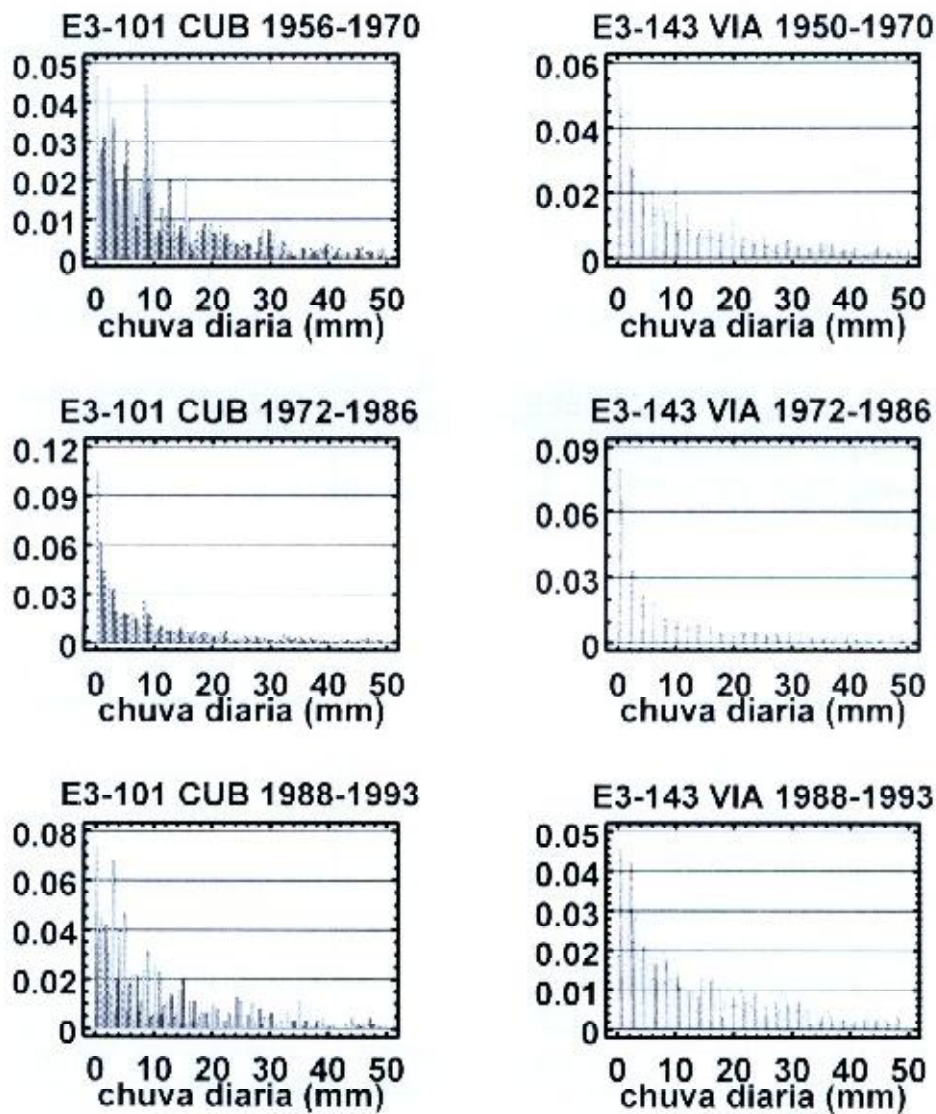 E3-101 CUB 1956-1970
0.05
0.04
0.03
0.02
0.01
0
0 10 20 30 40 50
chuva diaria (mm)
E3-143 VIA 1950-1970
0.06
0.04
0.02
0
0 10 20 30 40 50
chuva diaria (mm)
E3-101 CUB 1972-1986
0.12
0.09
0.06
0.03
0
0 10 20 30 40 50
chuva diaria (mm)
E3-143 VIA 1972-1986
0.09
0.06
0.03
0
0 10 20 30 40 50
chuva diaria (mm)
E3-101 CUB 1988-1993
0.08
0.06
0.04
0.02
0
0 10 20 30 40 50
chuva diaria (mm)
E3-143 VIA 1988-1993
0.05
0.04
0.03
0.02
0.01
0
0 10 20 30 40 50
chuva diaria (mm)